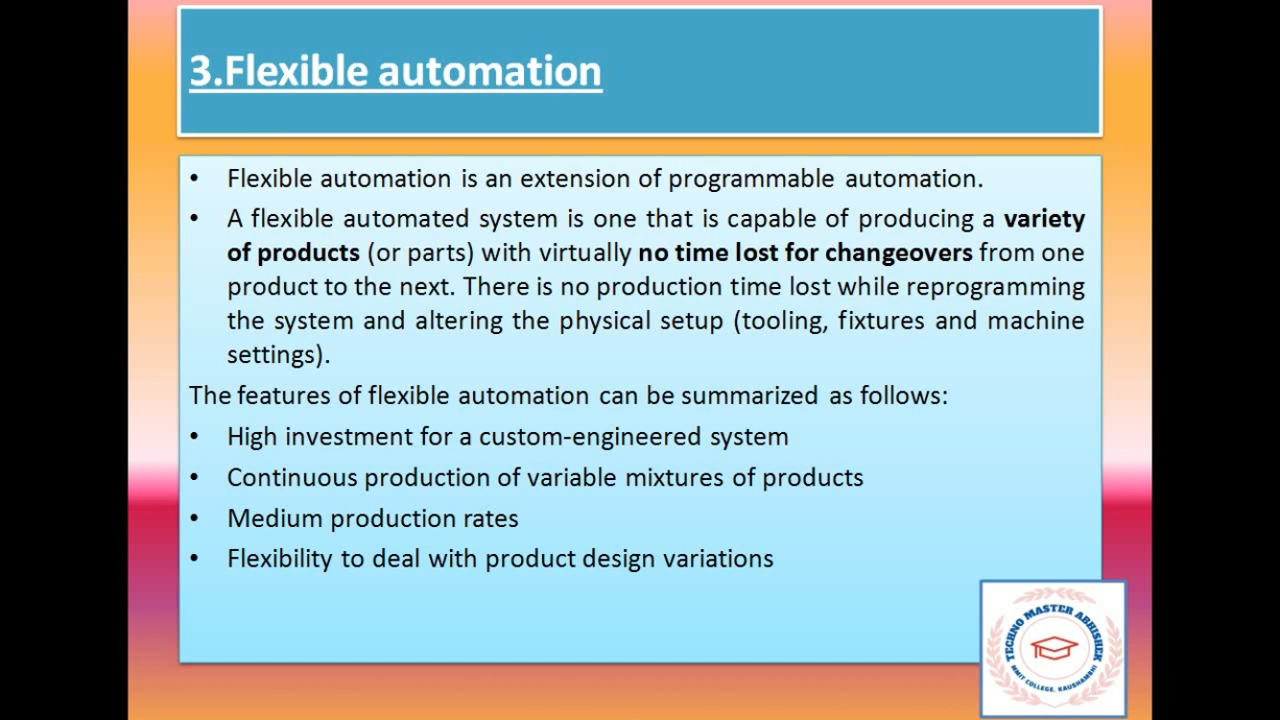 3.Flexible automation
• Flexible automation is an extension of programmable automation.
• A flexible automated system is one that is capable of producing a variety
of products (or parts) with virtually no time lost for changeovers from one
product to the next. There is no production time lost while reprogramming
the system and altering the physical setup (tooling, fixtures and machine
settings).
The features of flexible automation can be summarized as follows:
• High investment for a custom-engineered system
• Continuous production of variable mixtures of products
• Medium production rates
• Flexibility to deal with product design variations
TECHNO MASTER ABHISHEK
MMIT COLLEGE, KAUSHAMBI